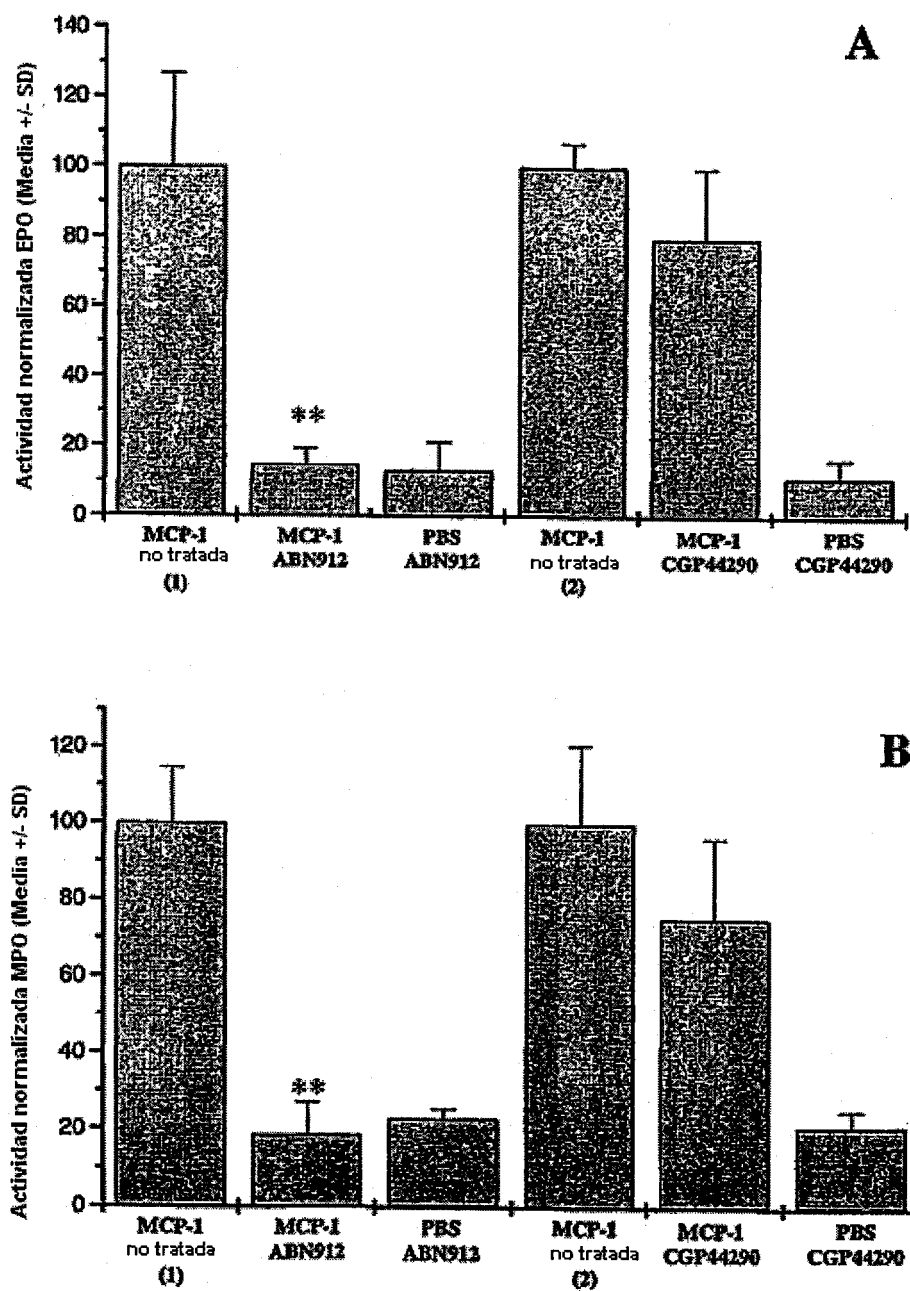 A
Actividad normalizada EPO (Media +/- SD)
140
120
100
80
60
40
20
0
**
MCP-1 no tratada (1)
MCP-1 ABN912
PBS ABN912
MCP-1 no tratada (2)
MCP-1 CGP44290
PBS CGP44290
B
Actividad normalizada MPO (Media +/- SD)
120
100
80
60
40
20
0
**
MCP-1 no tratada (1)
MCP-1 ABN912
PBS ABN912
MCP-1 no tratada (2)
MCP-1 CGP44290
PBS CGP44290